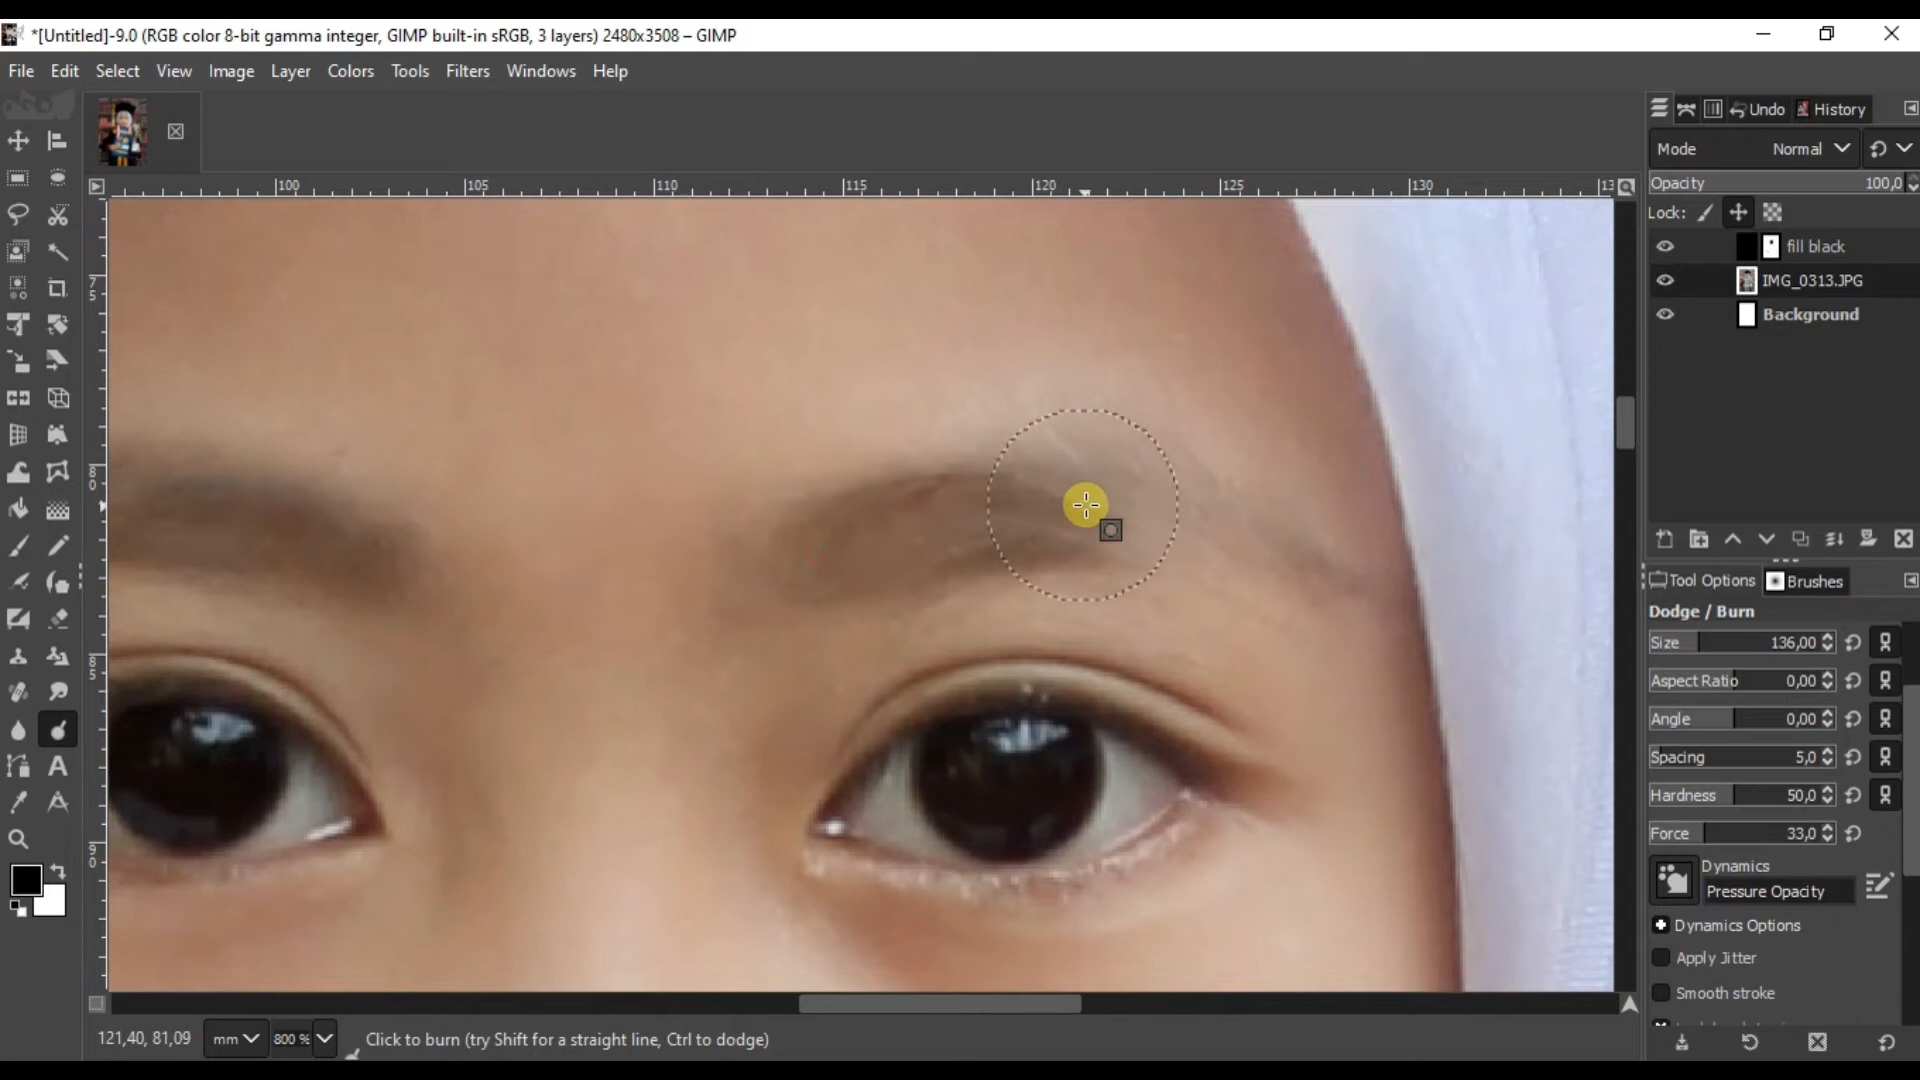 *[Untitled]-9.0 (RGB color 8-bit gamma integer, GIMP built-in sRGB, 3 layers) 2480x3508 – GIMP
File Edit Select View Image Layer Colors Tools Filters Windows Help
Undo History
Mode Normal
Opacity 100,0
Lock:
fill black
IMG_0313.JPG
Background
100 105 110 115 120 125 130 13
75
80
85
90
Tool Options Brushes
Dodge / Burn
Size 136,00
Aspect Ratio 0,00
Angle 0,00
Spacing 5,0
Hardness 50,0
Force 33,0
Dynamics
Pressure Opacity
Dynamics Options
Apply Jitter
Smooth stroke
121,40, 81,09 mm 800 % Click to burn (try Shift for a straight line, Ctrl to dodge)